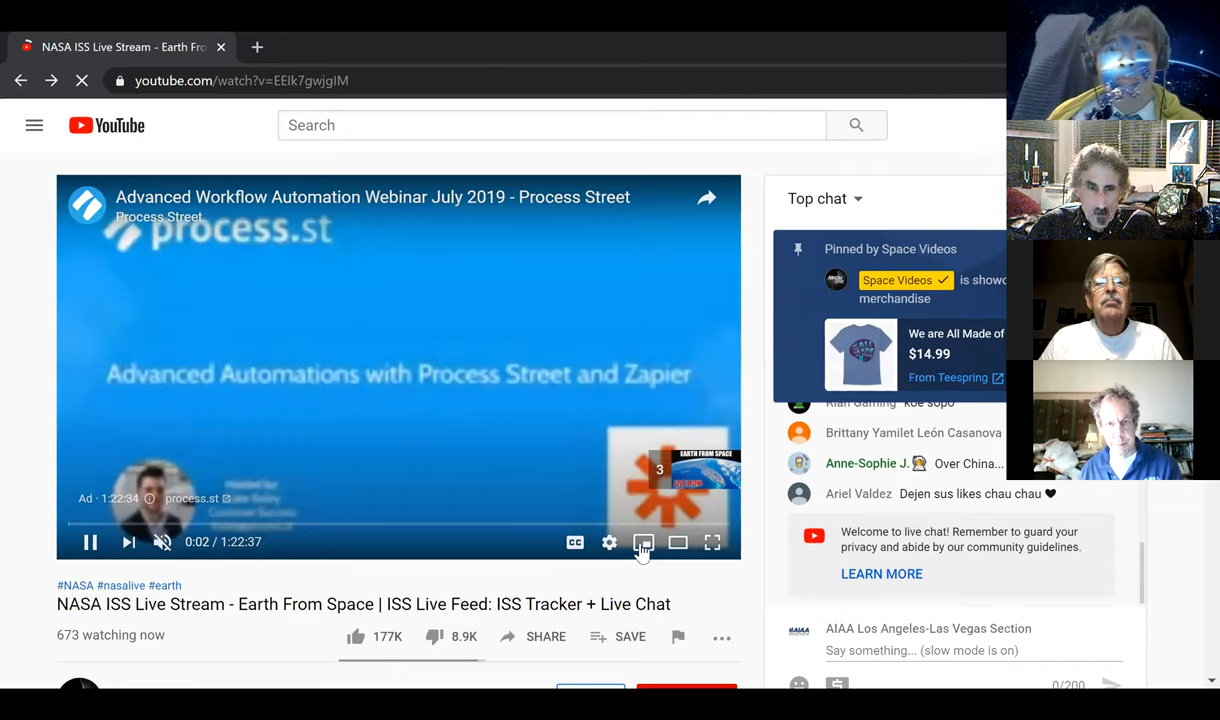 NASA ISS Live Stream - Earth Fro
youtube.com/watch?v=EEIk7gwjgIM
YouTube
Search
Advanced Workflow Automation Webinar July 2019 - Process Street
Process Street
process.st
Advanced Automations with Process Street and Zapier
3
EARTH FROM SPACE
Ad · 1:22:34
process.st
CC
0:02 / 1:22:37
#NASA #nasalive #earth
NASA ISS Live Stream - Earth From Space | ISS Live Feed: ISS Tracker + Live Chat
673 watching now
177K
8.9K
SHARE
SAVE
Top chat
Pinned by Space Videos
Space Videos is showc
merchandise
We are All Made of
$14.99
From Teespring
Rian Gaming koe sopo
Brittany Yamilet León Casanova
Anne-Sophie J. Over China...
Ariel Valdez Dejen sus likes chau chau
Welcome to live chat! Remember to guard your
privacy and abide by our community guidelines.
LEARN MORE
AIAA Los Angeles-Las Vegas Section
Say something... (slow mode is on)
0/200